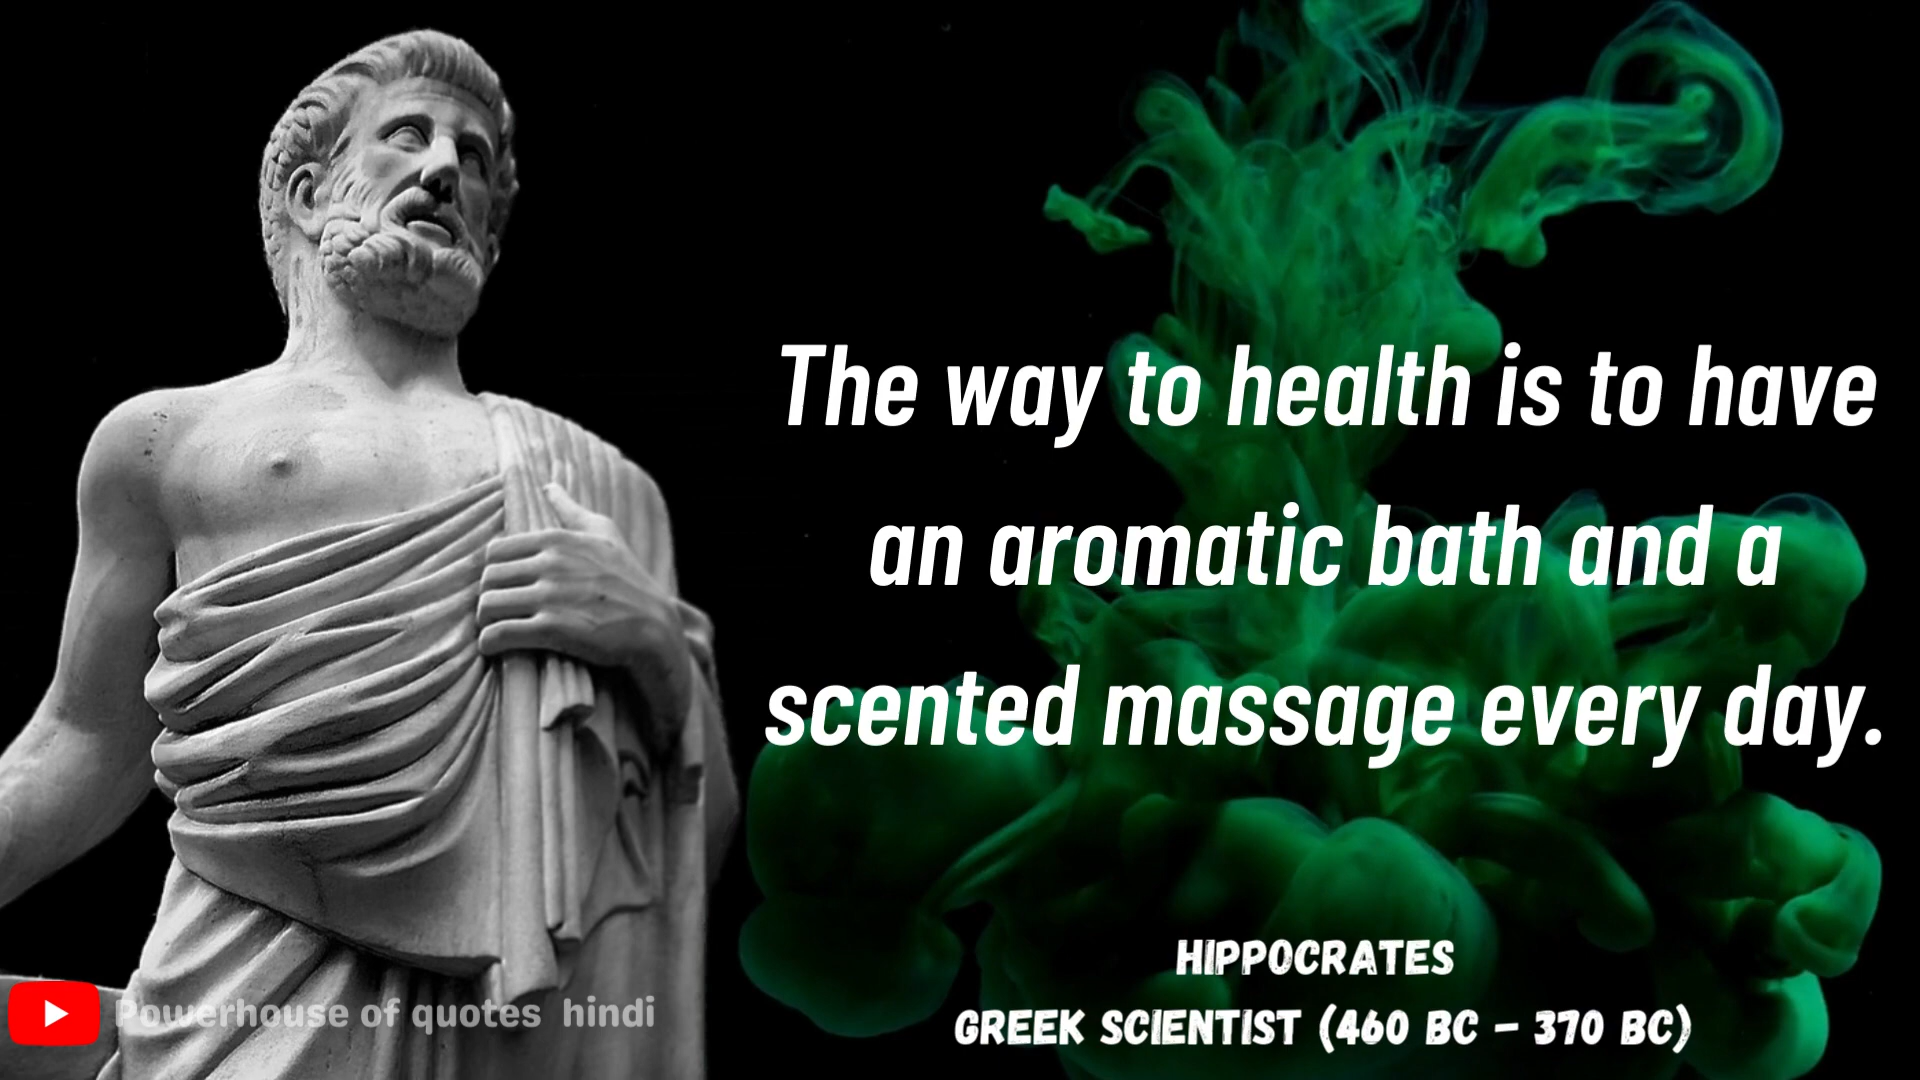 The way to health is to have
an aromatic bath and a
scented massage every day.
HIPPOCRATES
GREEK SCIENTIST (460 BC – 370 BC)
Powerhouse of quotes hindi